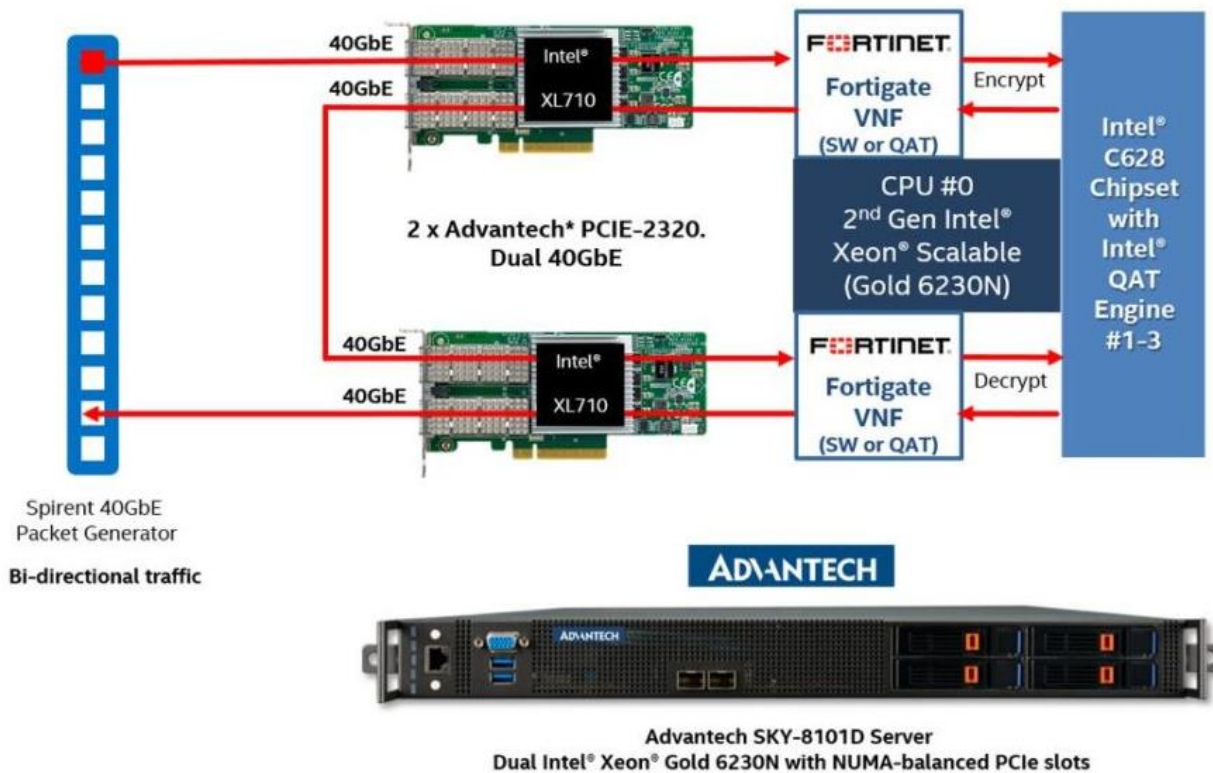 40GbE
40GbE
Intel®
XL710
FORTINET.
Fortigate
VNF
(SW or QAT)
Encrypt
Intel®
C628
Chipset
with
Intel®
QAT
Engine
#1-3
CPU #0
2nd Gen Intel®
Xeon® Scalable
(Gold 6230N)
2 x Advantech* PCIE-2320.
Dual 40GbE
40GbE
40GbE
Intel®
XL710
FORTINET.
Fortigate
VNF
(SW or QAT)
Decrypt
Spirent 40GbE
Packet Generator
Bi-directional traffic
ADVANTECH
ADVANTECH
Advantech SKY-8101D Server
Dual Intel® Xeon® Gold 6230N with NUMA-balanced PCIe slots